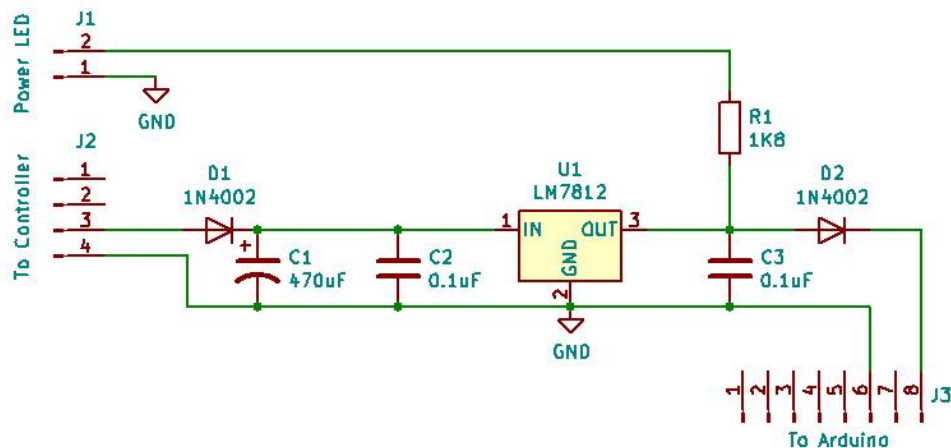 J1
Power LED
2
1
GND
J2
To Controller
1
2
3
4
D1
1N4002
+
C1
470uF
C2
0.1uF
U1
LM7812
1
IN
OUT
3
GND
2
GND
R1
1K8
D2
1N4002
C3
0.1uF
1 2 3 4 5 6 7 8
J3
To Arduino